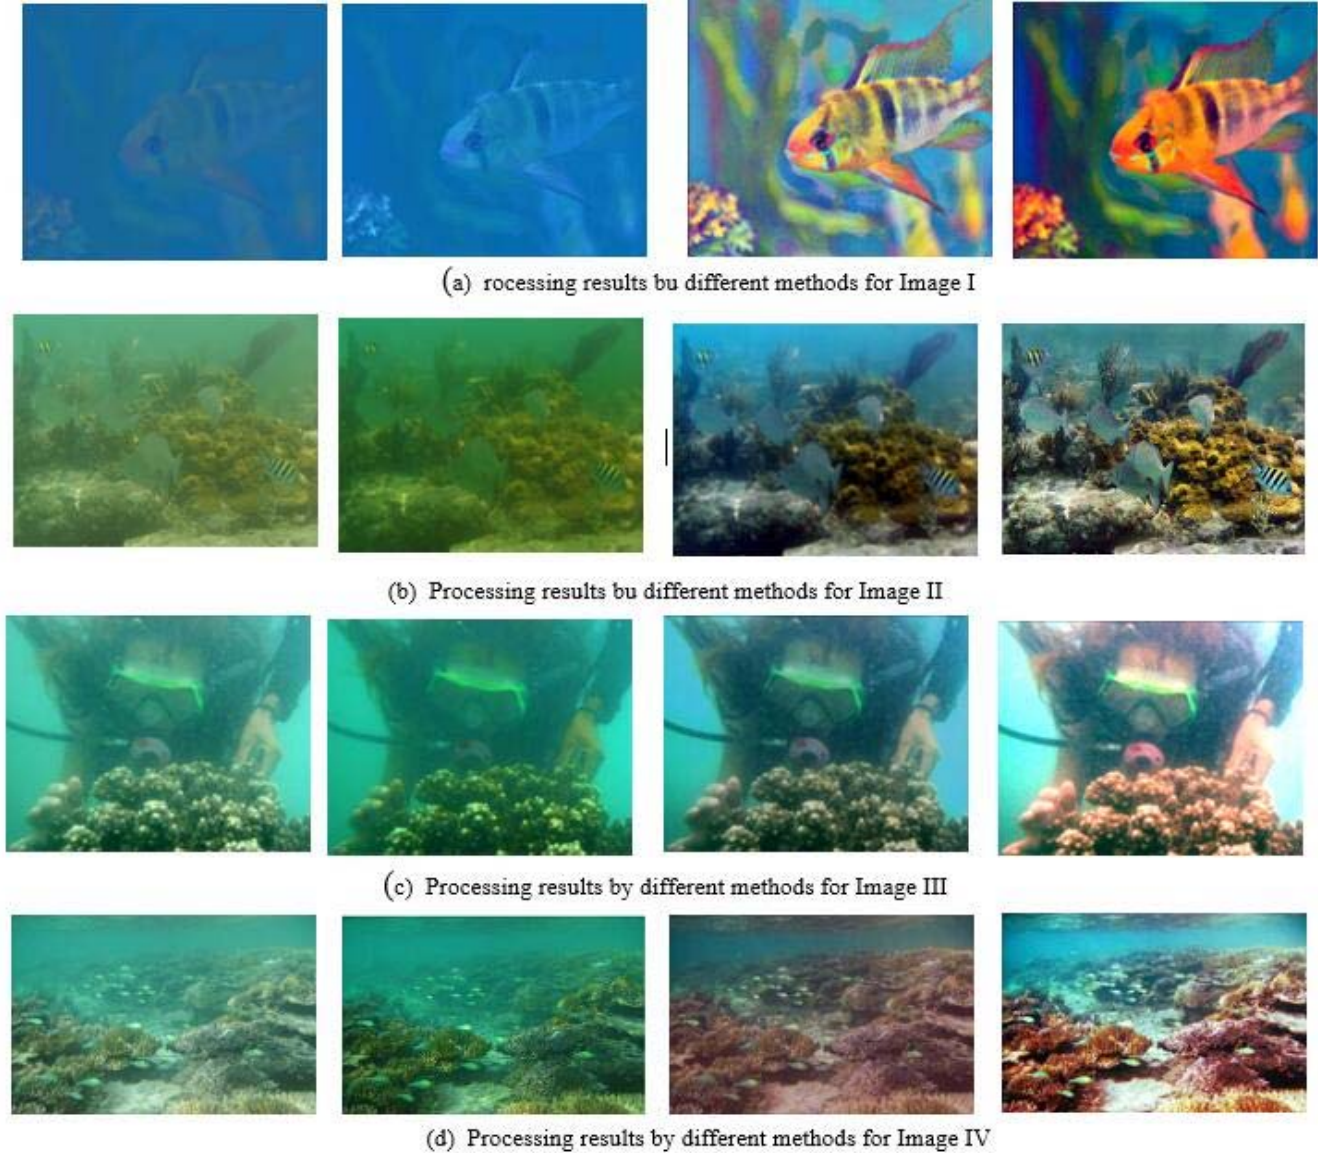 (a) rocessing results bu different methods for Image I
(b) Processing results bu different methods for Image II
(c) Processing results by different methods for Image III
(d) Processing results by different methods for Image IV